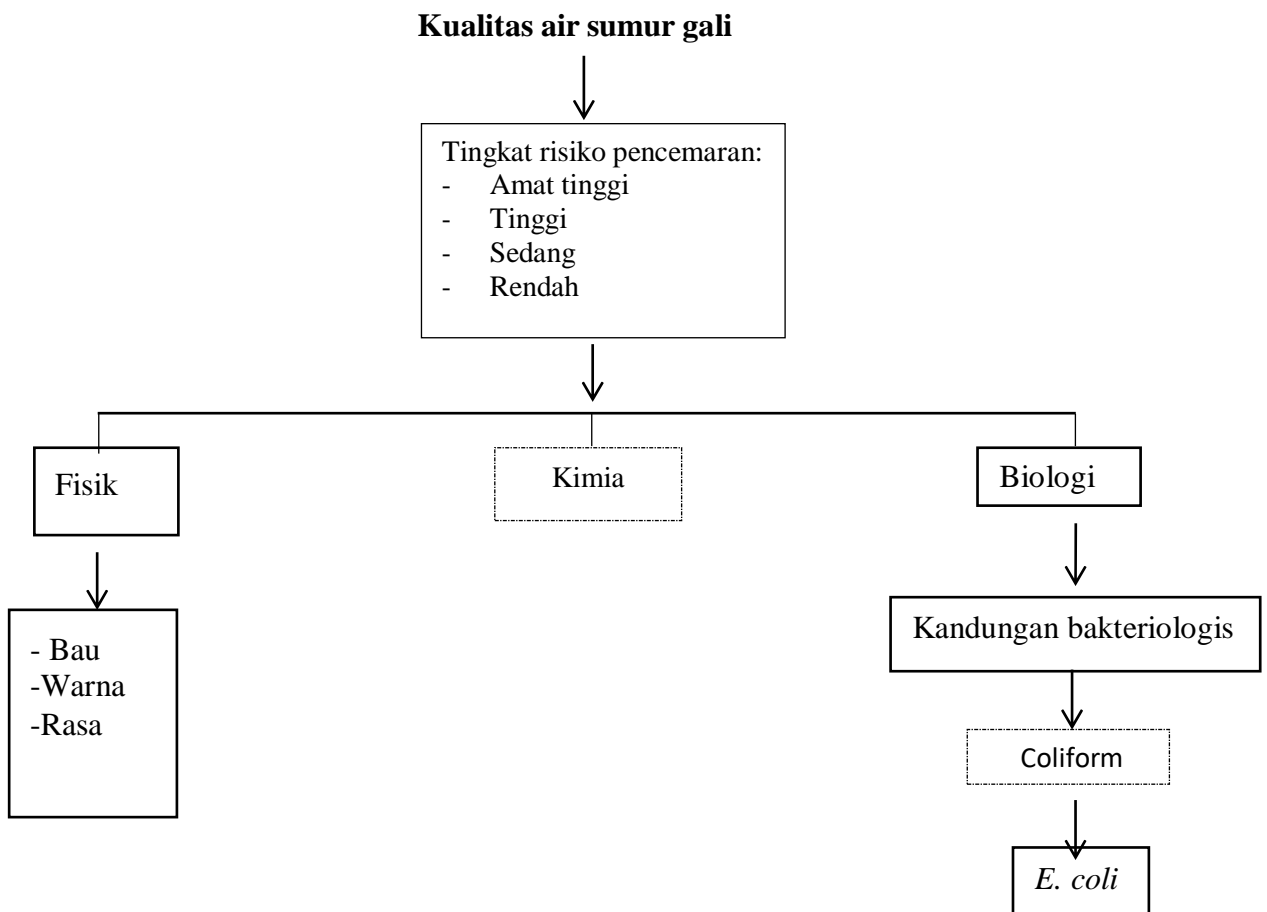 Kualitas air sumur gali
Tingkat risiko pencemaran:
- Amat tinggi
- Tinggi
- Sedang
- Rendah
Fisik
Kimia
Biologi
- Bau
-Warna
-Rasa
Kandungan bakteriologis
Coliform
E. coli